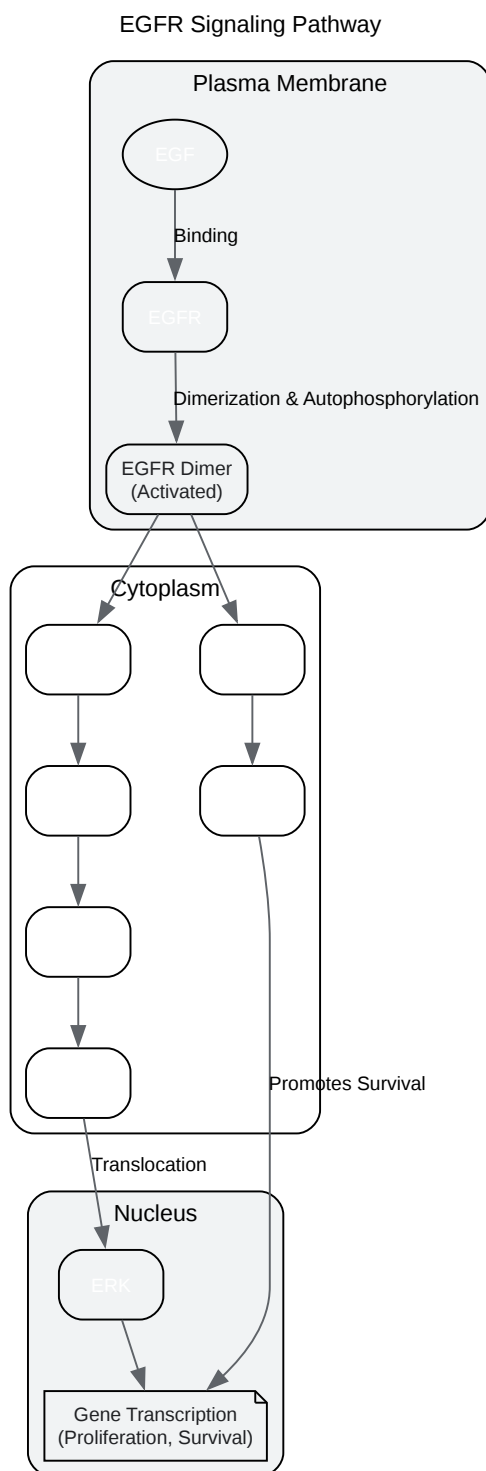 EGFR Signaling Pathway
Plasma Membrane
EGF
Binding
EGFR
Dimerization & Autophosphorylation
EGFR Dimer
(Activated)
Cytoplasm
Promotes Survival
Translocation
Nucleus
ERK
Gene Transcription
(Proliferation, Survival)